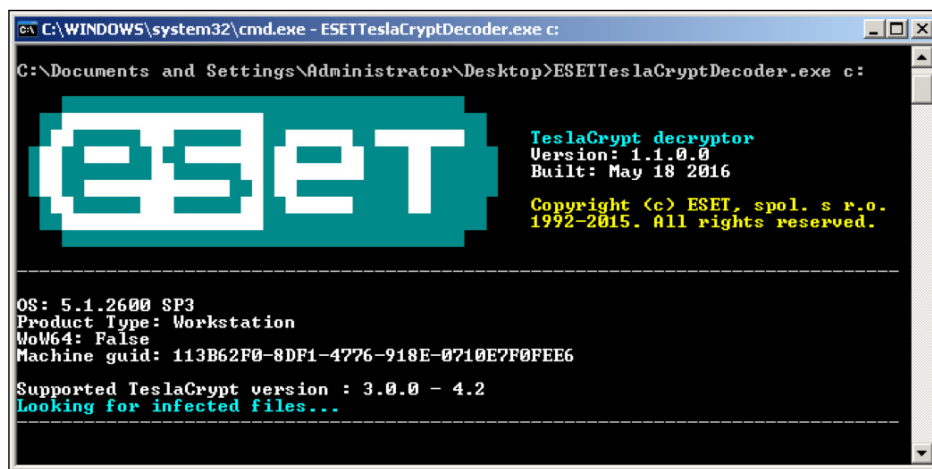 C:\WINDOWS\system32\cmd.exe - ESETTeslaCryptDecoder.exe c:
C:\Documents and Settings\Administrator\Desktop>ESETTeslaCryptDecoder.exe c:
eset
TeslaCrypt decryptor
Version: 1.1.0.0
Built: May 18 2016
Copyright (c) ESET, spol. s r.o.
1992-2015. All rights reserved.
OS: 5.1.2600 SP3
Product Type: Workstation
WoW64: False
Machine guid: 113B62F0-8DF1-4776-918E-0710E7F0FEE6
Supported TeslaCrypt version : 3.0.0 - 4.2
Looking for infected files...